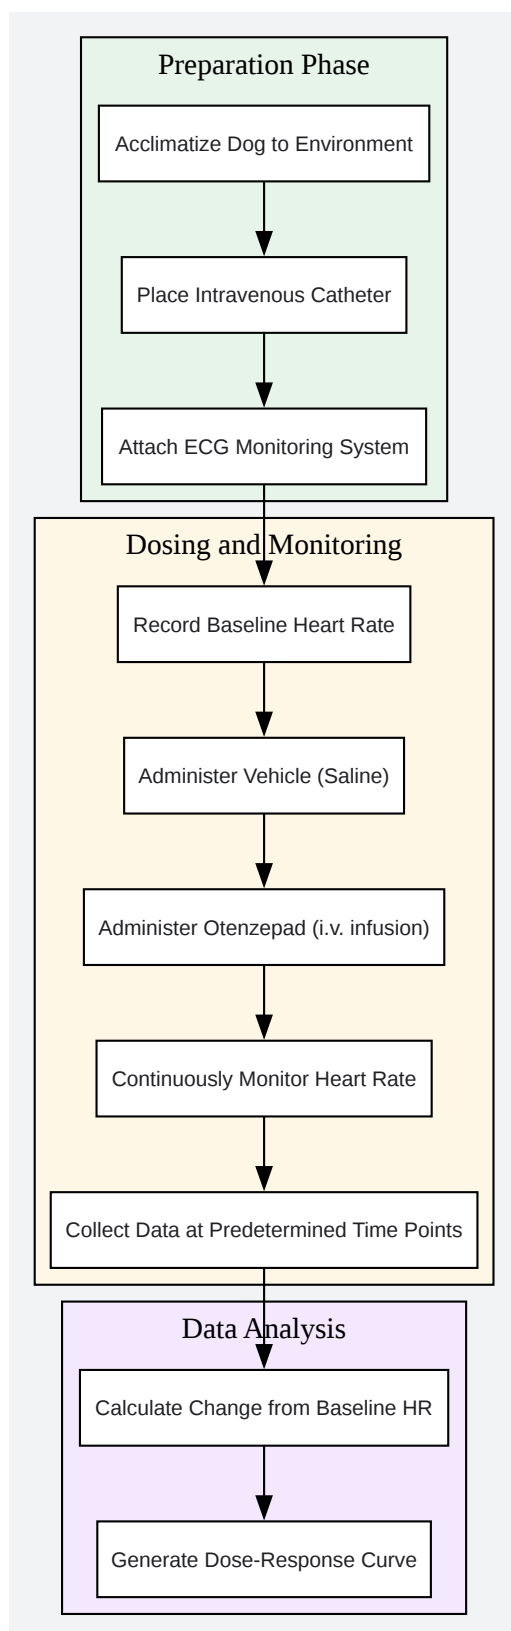 Preparation Phase
Acclimatize Dog to Environment
Place Intravenous Catheter
Attach ECG Monitoring System
Dosing and Monitoring
Record Baseline Heart Rate
Administer Vehicle (Saline)
Administer Otenzepad (i.v. infusion)
Continuously Monitor Heart Rate
Collect Data at Predetermined Time Points
Data Analysis
Calculate Change from Baseline HR
Generate Dose-Response Curve